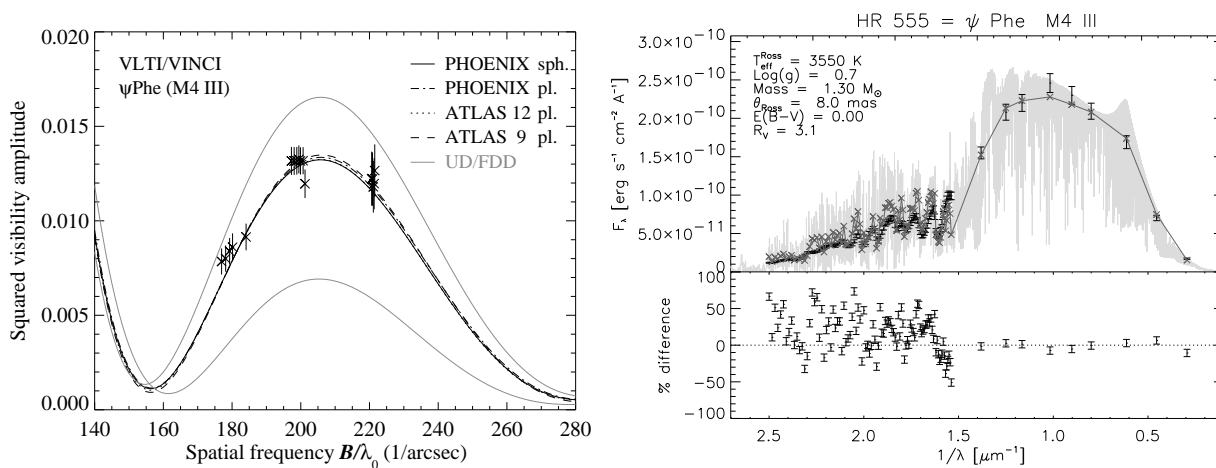 0.020
0.015
0.010
0.005
0.000
Squared visibility amplitude
VLTI/VINCI
ψPhe (M4 III)
PHOENIX sph.
PHOENIX pl.
ATLAS 12 pl.
ATLAS 9 pl.
UD/FDD
140 160 180 200 220 240 260 280
Spatial frequency B/λ0 (1/arcsec)
HR 555 = ψ Phe M4 III
3.0×10⁻¹⁰
2.5×10⁻¹⁰
2.0×10⁻¹⁰
1.5×10⁻¹⁰
1.0×10⁻¹⁰
5.0×10⁻¹¹
0
Fλ [erg s⁻¹ cm⁻² A⁻¹]
T_eff^Ross = 3550 K
Log(g) = 0.7
Mass = 1.30 M☉
θ_Ross = 8.0 mas
E(B−V) = 0.00
R_V = 3.1
100
50
0
−50
−100
% difference
2.5 2.0 1.5 1.0 0.5
1/λ [μm⁻¹]